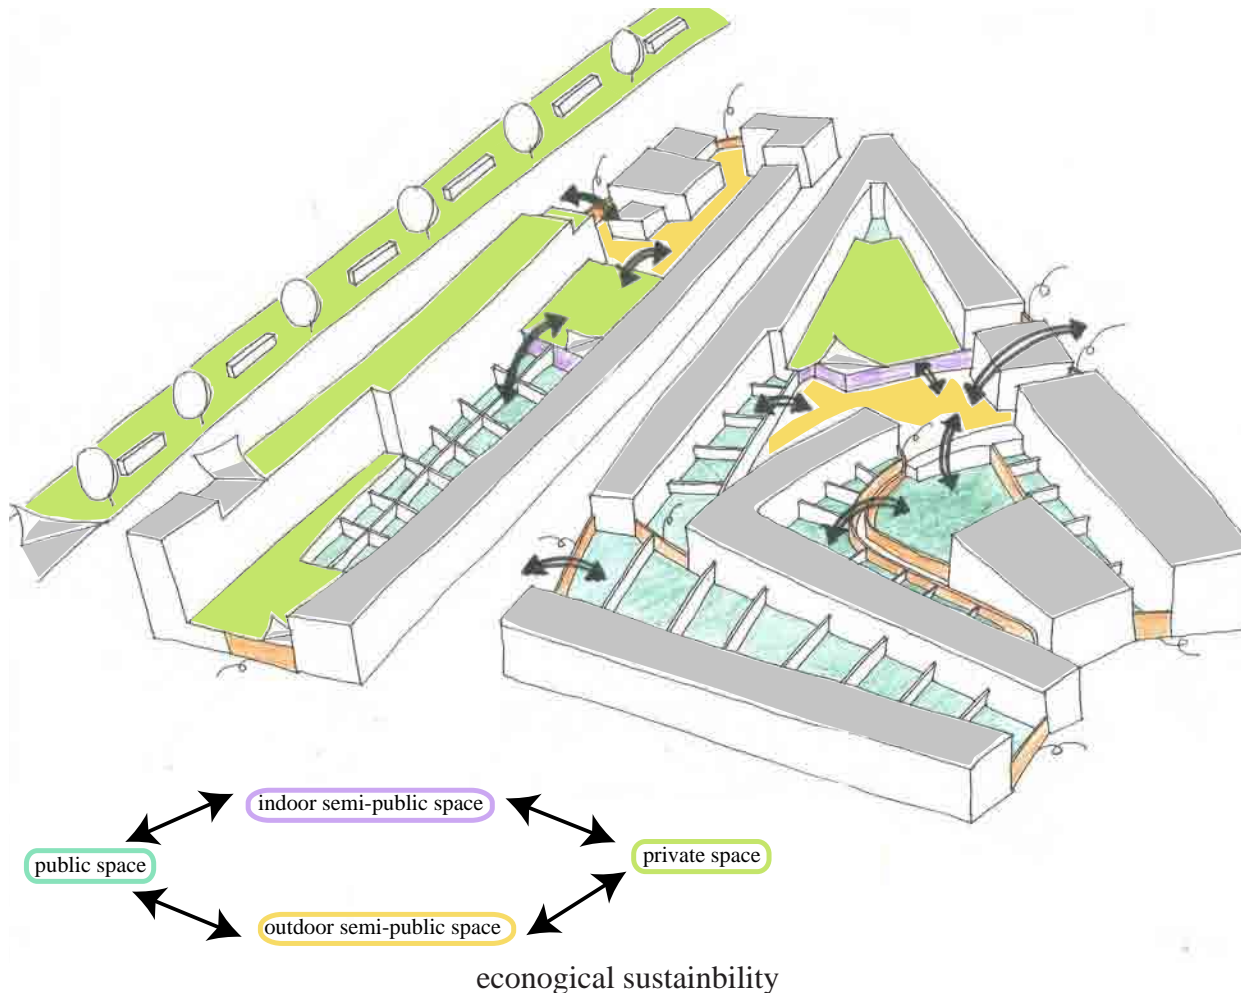 indoor semi-public space
public space
private space
outdoor semi-public space
econogical sustainbility